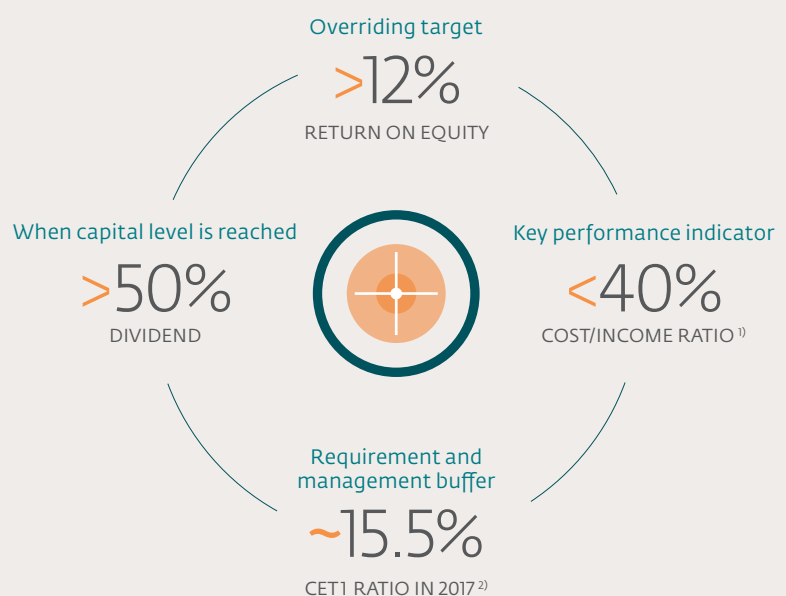 Overriding target
>12%
RETURN ON EQUITY
When capital level is reached
>50%
DIVIDEND
Key performance indicator
<40%
COST/INCOME RATIO 1)
Requirement and
management buffer
~15.5%
CET1 RATIO IN 2017 2)